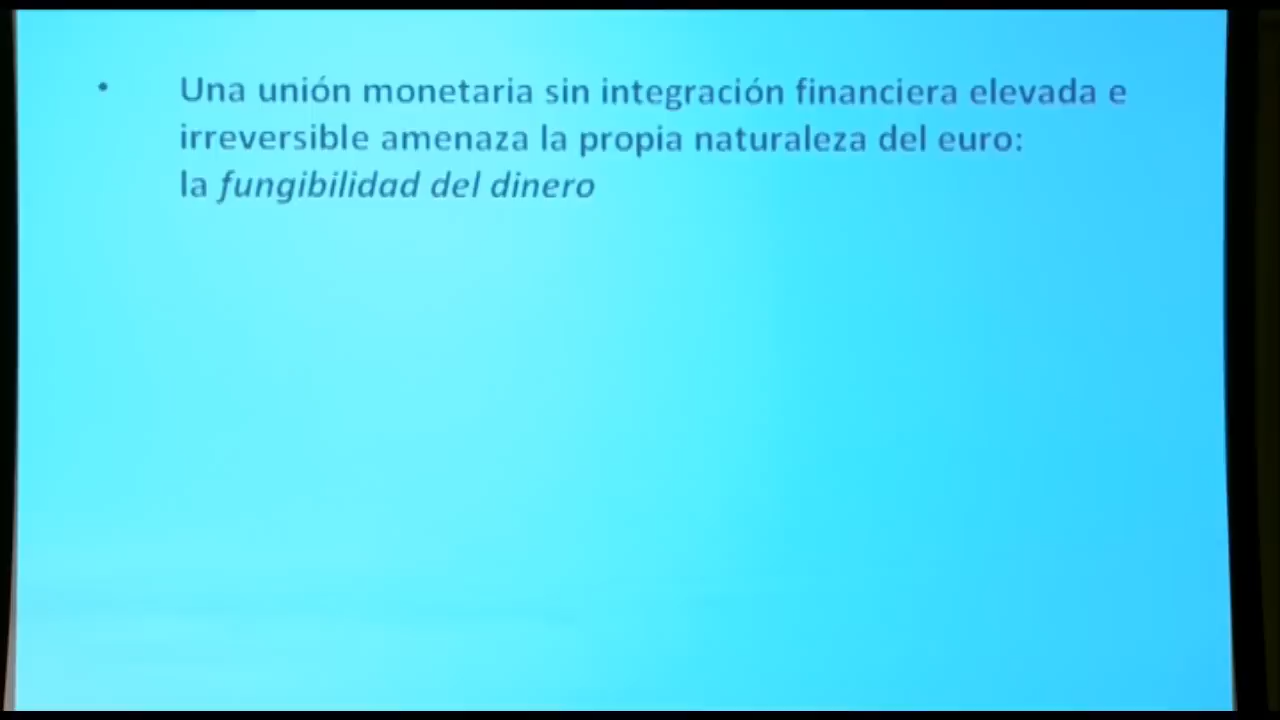 • Una unión monetaria sin integración financiera elevada e
irreversible amenaza la propia naturaleza del euro:
la fungibilidad del dinero